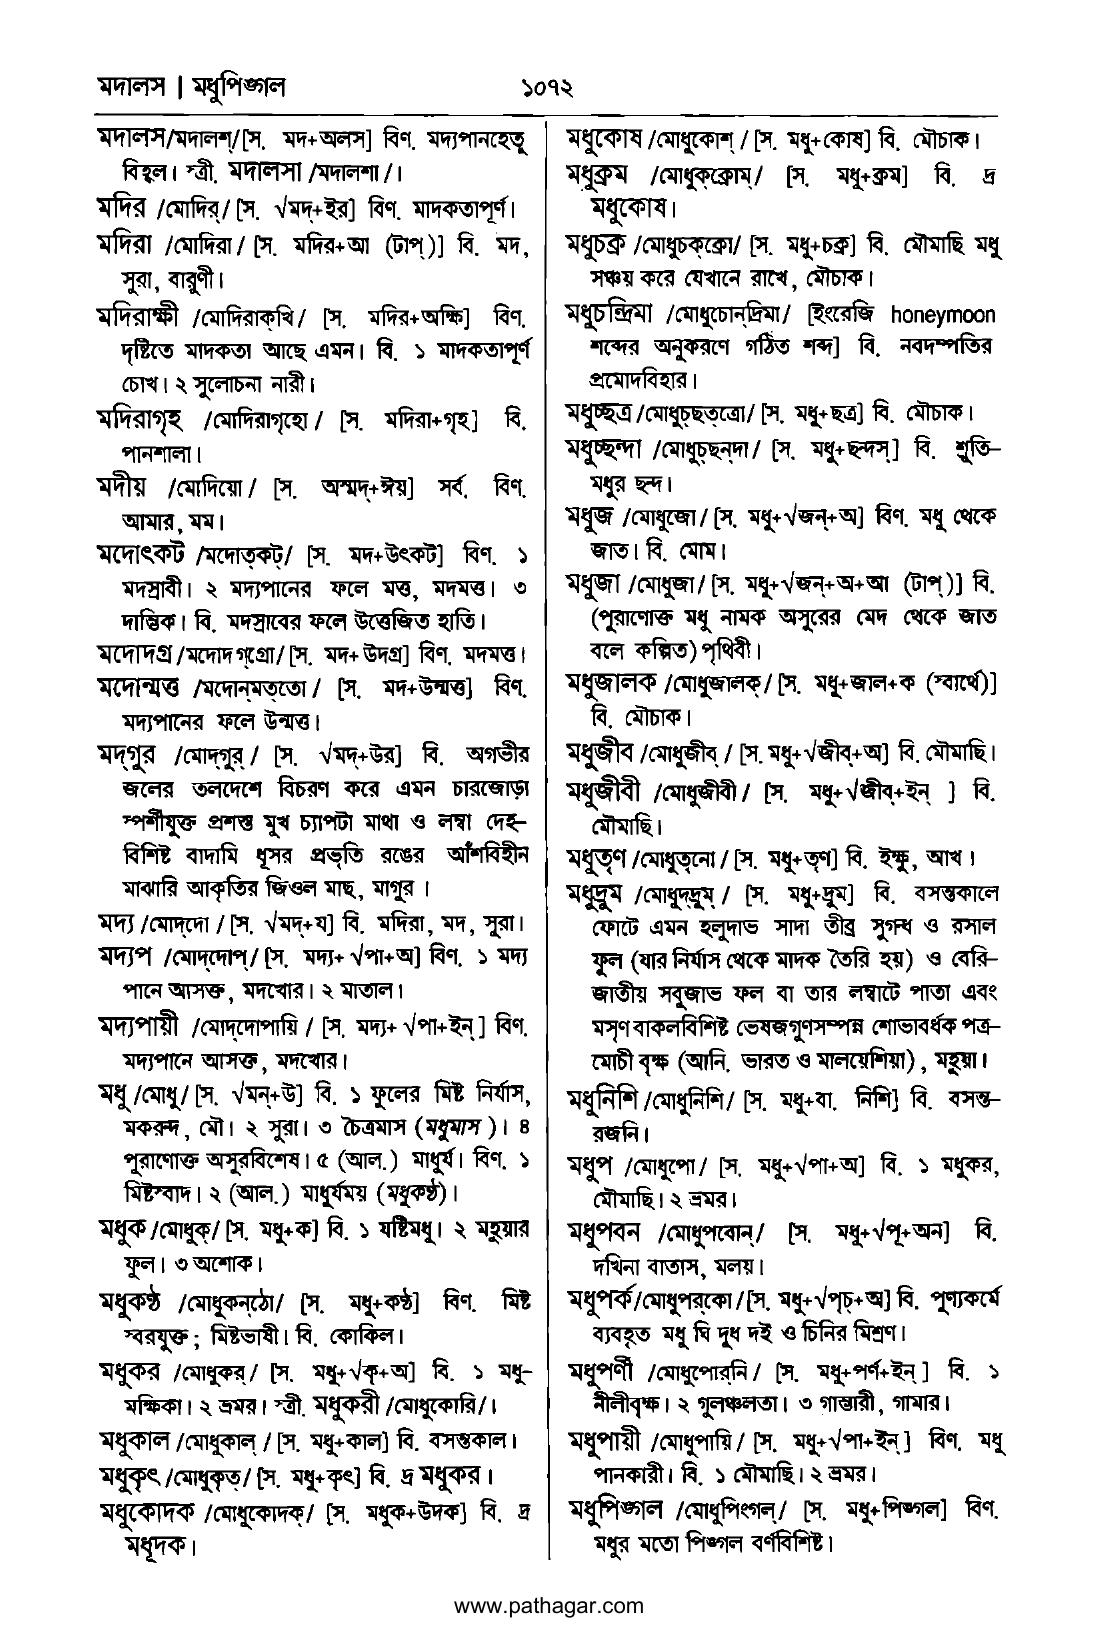 মদালস | মধুপিঙ্গল ১০৭২
মদালস/মদালশ্/[স. মদ+অলস] বিণ. মদ্যপানহেতু
বিহ্বল। স্ত্রী. মদালসা /মদালশা/।
মদির /মোদির্/ [স. √মদ্+ইর] বিণ. মাদকতাপূর্ণ।
মদিরা /মোদিরা/ [স. মদির+আ (টাপ্)] বি. মদ,
সুরা, বারুণী।
মদিরাক্ষী /মোদিরাক্‌খি/ [স. মদির+অক্ষি] বিণ.
দৃষ্টিতে মাদকতা আছে এমন। বি. ১ মাদকতাপূর্ণ
চোখ। ২ সুলোচনা নারী।
মদিরাগৃহ /মোদিরাগৃহো/ [স. মদিরা+গৃহ] বি.
পানশালা।
মদীয় /মোদিয়ো/ [স. অস্মদ্+ঈয়] সর্ব. বিণ.
আমার, মম।
মদোৎকট /মদোত্‌কট্/ [স. মদ+উৎকট] বিণ. ১
মদস্রাবী। ২ মদ্যপানের ফলে মত্ত, মদমত্ত। ৩
দাম্ভিক। বি. মদস্রাবের ফলে উত্তেজিত হাতি।
মদোদগ্র /মদোদগ্‌গ্রো/ [স. মদ+উদগ্র] বিণ. মদমত্ত।
মদোন্মত্ত /মদোন্‌মত্‌তো/ [স. মদ+উন্মত্ত] বিণ.
মদ্যপানের ফলে উন্মত্ত।
মদ্‌গুর /মোদ্‌গুর্/ [স. √মদ্+উর] বি. অগভীর
জলের তলদেশে বিচরণ করে এমন চারজোড়া
স্পর্শীযুক্ত প্রশস্ত মুখ চ্যাপটা মাথা ও লম্বা দেহ–
বিশিষ্ট বাদামি ধূসর প্রভৃতি রঙের আঁশবিহীন
মাঝারি আকৃতির জিওল মাছ, মাগুর।
মদ্য /মোদ্‌দো/ [স. √মদ্+য] বি. মদিরা, মদ, সুরা।
মদ্যপ /মোদ্‌দোপ্/ [স. মদ্য+√পা+অ] বিণ. ১ মদ্য
পানে আসক্ত, মদখোর। ২ মাতাল।
মদ্যপায়ী /মোদ্‌দোপায়ি/ [স. মদ্য+√পা+ইন্] বিণ.
মদ্যপানে আসক্ত, মদখোর।
মধু /মোধু/ [স. √মন্+উ] বি. ১ ফুলের মিষ্ট নির্যাস,
মকরন্দ, মৌ। ২ সুরা। ৩ চৈত্রমাস (মধুমাস)। ৪
পুরাণোক্ত অসুরবিশেষ। ৫ (আল.) মাধুর্য। বিণ. ১
মিষ্টস্বাদ। ২ (আল.) মাধুর্যময় (মধুকণ্ঠ)।
মধুক /মোধুক্/ [স. মধু+ক] বি. ১ যষ্টিমধু। ২ মহুয়ার
ফুল। ৩ অশোক।
মধুকণ্ঠ /মোধুকন্‌ঠো/ [স. মধু+কণ্ঠ] বিণ. মিষ্ট
স্বরযুক্ত; মিষ্টভাষী। বি. কোকিল।
মধুকর /মোধুকর্/ [স. মধু+√কৃ+অ] বি. ১ মধু–
মক্ষিকা। ২ ভ্রমর। স্ত্রী. মধুকরী /মোধুকোরি/।
মধুকাল /মোধুকাল্/ [স. মধু+কাল] বি. বসন্তকাল।
মধুকৃৎ /মোধুকৃত্/ [স. মধু+কৃৎ] বি. দ্র মধুকর।
মধুকোদক /মোধুকোদক্/ [স. মধুক+উদক] বি. দ্র
মধূদক।
মধুকোষ /মোধুকোশ্/ [স. মধু+কোষ] বি. মৌচাক।
মধুক্রম /মোধুক্‌ক্রোম্/ [স. মধু+ক্রম] বি. দ্র
মধুকোষ।
মধুচক্র /মোধুচক্‌ক্রো/ [স. মধু+চক্র] বি. মৌমাছি মধু
সঞ্চয় করে যেখানে রাখে, মৌচাক।
মধুচন্দ্রিমা /মোধুচোন্‌দ্রিমা/ [ইংরেজি honeymoon
শব্দের অনুকরণে গঠিত শব্দ] বি. নবদম্পতির
প্রমোদবিহার।
মধুচ্ছত্র /মোধুচ্‌ছত্‌ত্রো/ [স. মধু+ছত্র] বি. মৌচাক।
মধুচ্ছন্দা /মোধুচ্‌ছন্‌দা/ [স. মধু+ছন্দস্] বি. শ্রুতি–
মধুর ছন্দ।
মধুজ /মোধুজো/ [স. মধু+√জন্+অ] বিণ. মধু থেকে
জাত। বি. মোম।
মধুজা /মোধুজা/ [স. মধু+√জন্+অ+আ (টাপ্)] বি.
(পুরাণোক্ত মধু নামক অসুরের মেদ থেকে জাত
বলে কল্পিত) পৃথিবী।
মধুজালক /মোধুজালক্/ [স. মধু+জাল+ক (স্বার্থে)]
বি. মৌচাক।
মধুজীব /মোধুজীব্/ [স. মধু+√জীব্+অ] বি. মৌমাছি।
মধুজীবী /মোধুজীবী/ [স. মধু+√জীব্+ইন্ ] বি.
মৌমাছি।
মধুতৃণ /মোধুতৃনো/ [স. মধু+তৃণ] বি. ইক্ষু, আখ।
মধুদ্রুম /মোধুদ্‌দ্রুম্/ [স. মধু+দ্রুম] বি. বসন্তকালে
ফোটে এমন হলুদাভ সাদা তীব্র সুগন্ধ ও রসাল
ফুল (যার নির্যাস থেকে মাদক তৈরি হয়) ও বেরি–
জাতীয় সবুজাভ ফল বা তার লম্বাটে পাতা এবং
মসৃণ বাকলবিশিষ্ট ভেষজগুণসম্পন্ন শোভাবর্ধক পত্র–
মোচী বৃক্ষ (আনি. ভারত ও মালয়েশিয়া), মহুয়া।
মধুনিশি /মোধুনিশি/ [স. মধু+বা. নিশি] বি. বসন্ত–
রজনি।
মধুপ /মোধুপো/ [স. মধু+√পা+অ] বি. ১ মধুকর,
মৌমাছি। ২ ভ্রমর।
মধুপবন /মোধুপবোন্/ [স. মধু+√পূ+অন] বি.
দখিনা বাতাস, মলয়।
মধুপর্ক /মোধুপর্‌কো/ [স. মধু+√পৃচ্+অ] বি. পুণ্যকর্মে
ব্যবহৃত মধু ঘি দুধ দই ও চিনির মিশ্রণ।
মধুপর্ণী /মোধুপোর্‌নি/ [স. মধু+পর্ণ+ইন্ ] বি. ১
নীলীবৃক্ষ। ২ গুলঞ্চলতা। ৩ গাম্ভারী, গামার।
মধুপায়ী /মোধুপায়ি/ [স. মধু+√পা+ইন্ ] বিণ. মধু
পানকারী। বি. ১ মৌমাছি। ২ ভ্রমর।
মধুপিঙ্গল /মোধুপিংগল্/ [স. মধু+পিঙ্গল] বিণ.
মধুর মতো পিঙ্গল বর্ণবিশিষ্ট।
www.pathagar.com